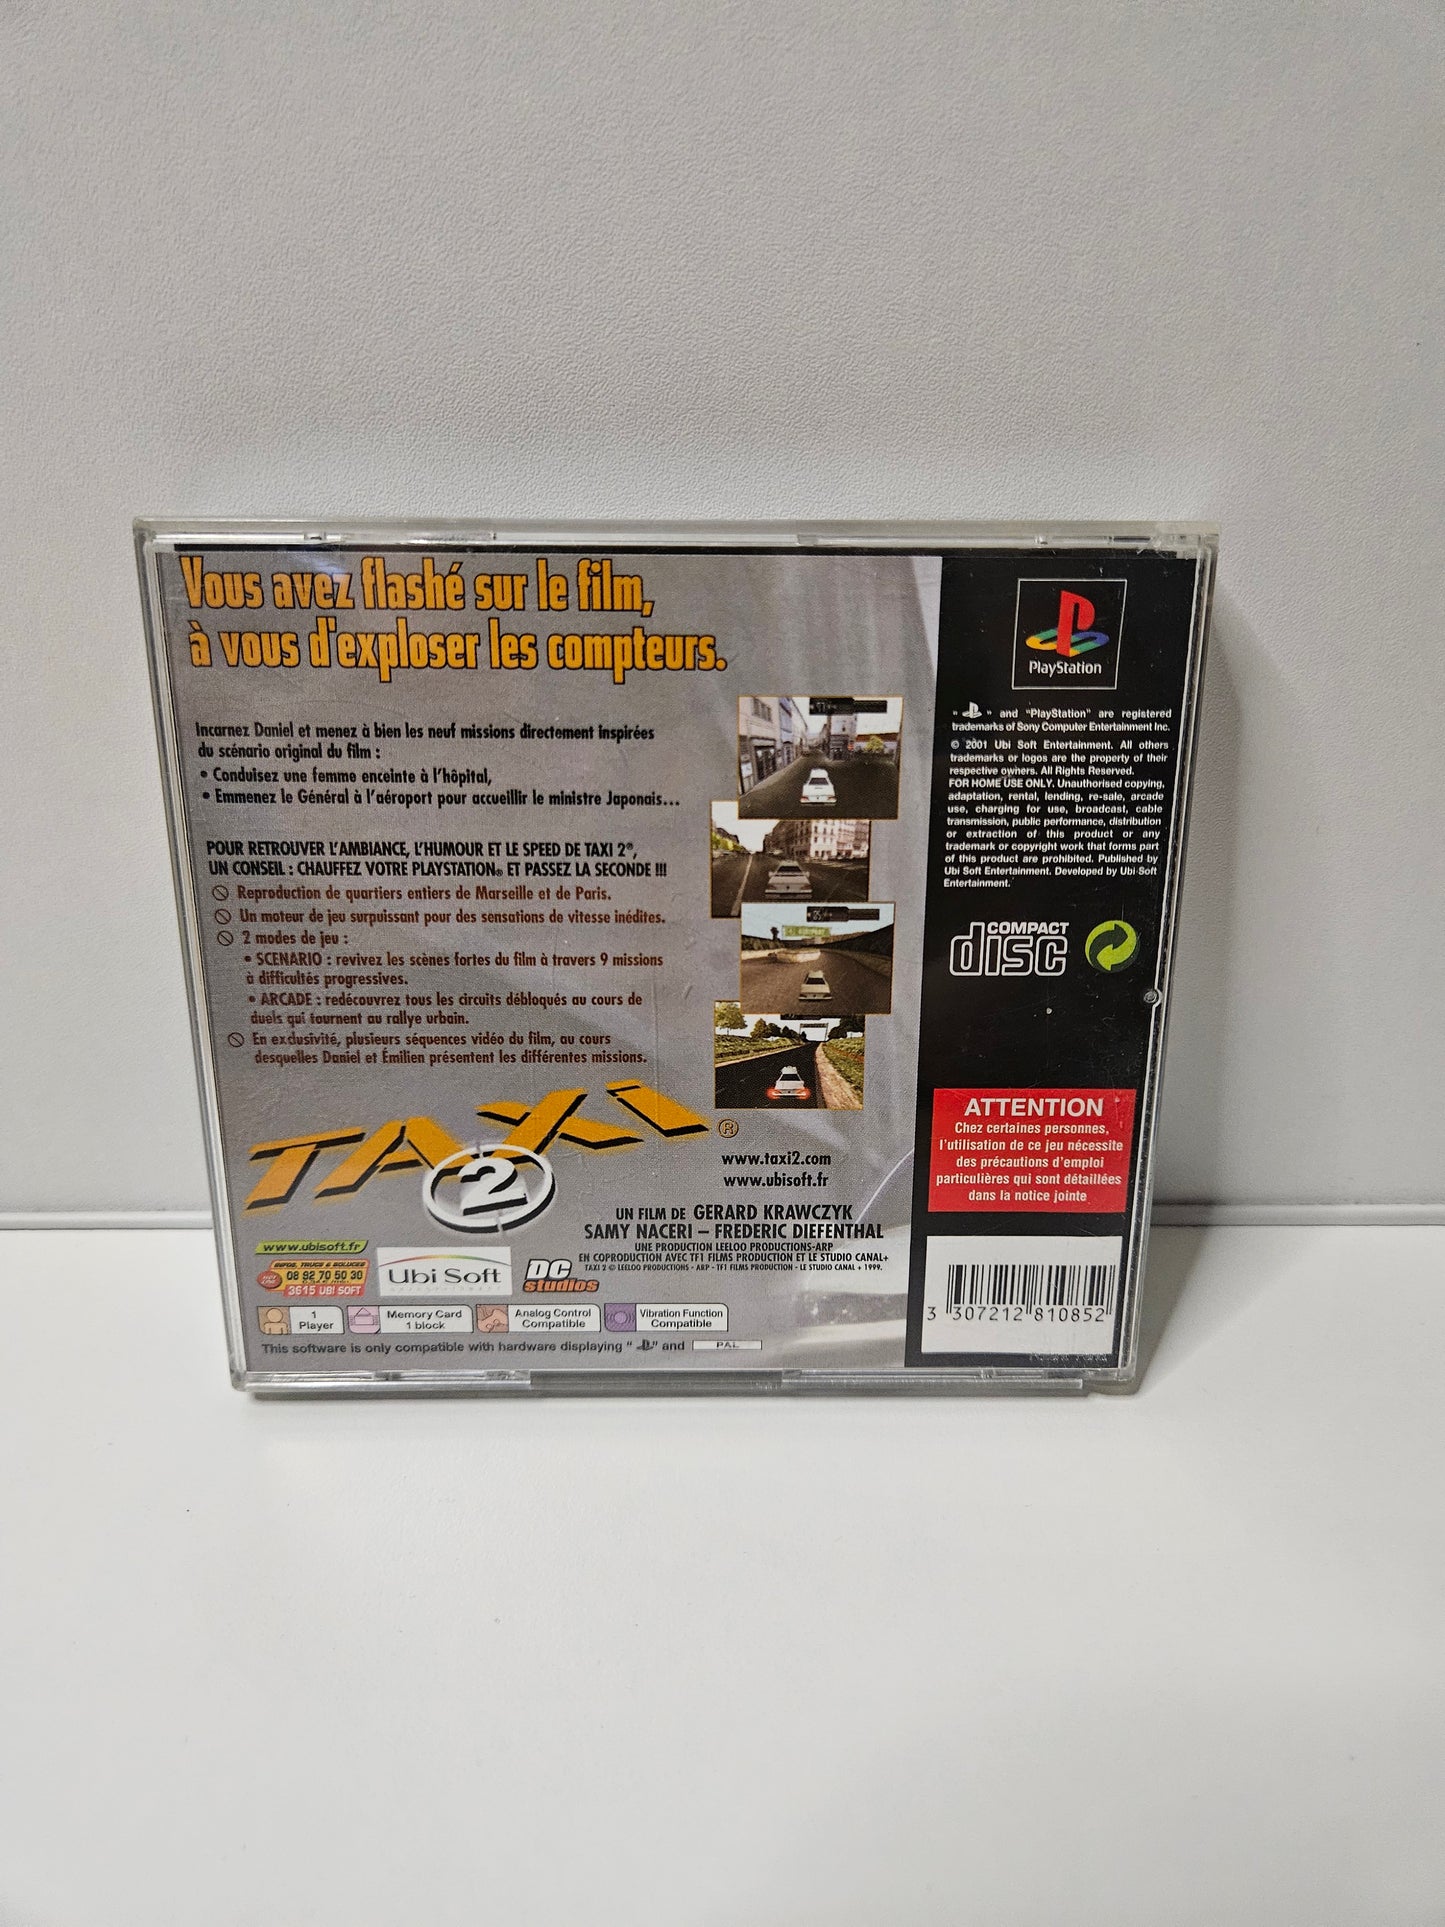 Vous avez flashé sur le film,
à vous d'exploser les compteurs.
Incarnez Daniel et menez à bien les neuf missions directement inspirées
du scénario original du film :
• Conduisez une femme enceinte à l'hôpital,
• Emmenez le Général à l'aéroport pour accueillir le ministre Japonais...
POUR RETROUVER L'AMBIANCE, L'HUMOUR ET LE SPEED DE TAXI 2®,
UN CONSEIL : CHAUFFEZ VOTRE PLAYSTATION® ET PASSEZ LA SECONDE !!!
Reproduction de quartiers entiers de Marseille et de Paris.
Un moteur de jeu surpuissant pour des sensations de vitesse inédites.
2 modes de jeu :
• SCENARIO : revivez les scènes fortes du film à travers 9 missions
à difficultés progressives.
• ARCADE : redécouvrez tous les circuits débloqués au cours de
duels qui tournent au rallye urbain.
En exclusivité, plusieurs séquences vidéo du film, au cours
desquelles Daniel et Émilien présentent les différentes missions.
TAXI ®
2
www.taxi2.com
www.ubisoft.fr
UN FILM DE GERARD KRAWCZYK
SAMY NACERI – FREDERIC DIEFENTHAL
UNE PRODUCTION LEELOO PRODUCTIONS-ARP
EN COPRODUCTION AVEC TF1 FILMS PRODUCTION ET LE STUDIO CANAL+
TAXI 2 © LEELOO PRODUCTIONS - ARP - TF1 FILMS PRODUCTION - LE STUDIO CANAL + 1999.
www.ubisoft.fr
INFOS, TRUCS & SOLUCES
08 92 70 50 30
3615 UBI SOFT
Ubi Soft
DC
studios
1
Player
Memory Card
1 block
Analog Control
Compatible
Vibration Function
Compatible
This software is only compatible with hardware displaying " " and PAL
PlayStation
" " and "PlayStation" are registered
trademarks of Sony Computer Entertainment Inc.
© 2001 Ubi Soft Entertainment. All others
trademarks or logos are the property of their
respective owners. All Rights Reserved.
FOR HOME USE ONLY. Unauthorised copying,
adaptation, rental, lending, re-sale, arcade
use, charging for use, broadcast, cable
transmission, public performance, distribution
or extraction of this product or any
trademark or copyright work that forms part
of this product are prohibited. Published by
Ubi Soft Entertainment. Developed by Ubi Soft
Entertainment.
COMPACT
disc
ATTENTION
Chez certaines personnes,
l'utilisation de ce jeu nécessite
des précautions d'emploi
particulières qui sont détaillées
dans la notice jointe
3 307212 810852